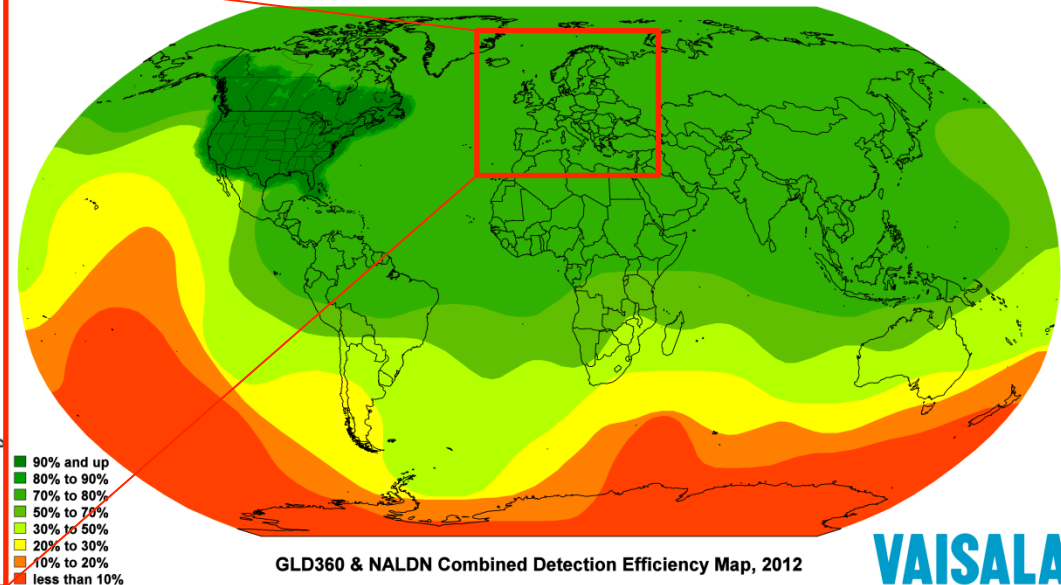 90% and up
80% to 90%
70% to 80%
50% to 70%
30% to 50%
20% to 30%
10% to 20%
less than 10%
GLD360 & NALDN Combined Detection Efficiency Map, 2012
VAISALA